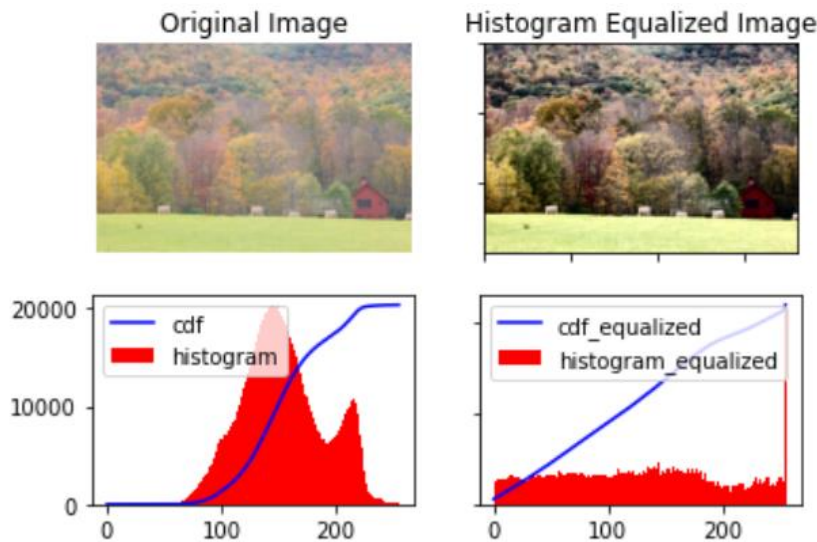 Original Image
Histogram Equalized Image
20000
10000
0
cdf
histogram
0 100 200
cdf_equalized
histogram_equalized
0 100 200